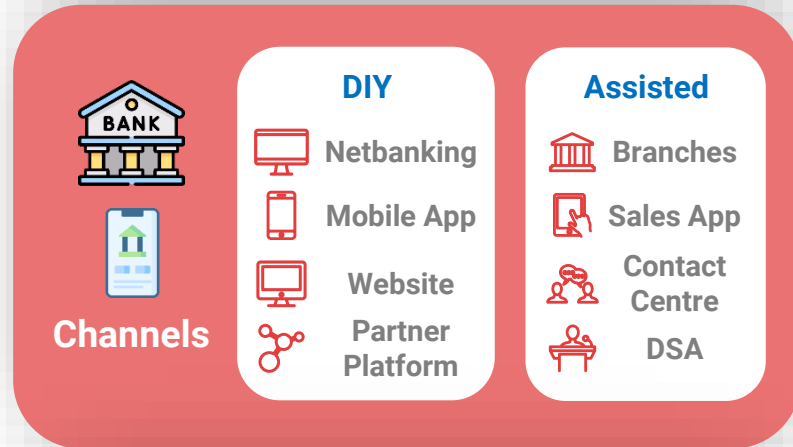 BANK
Channels
DIY
Netbanking
Mobile App
Website
Partner
Platform
Assisted
Branches
Sales App
Contact
Centre
DSA